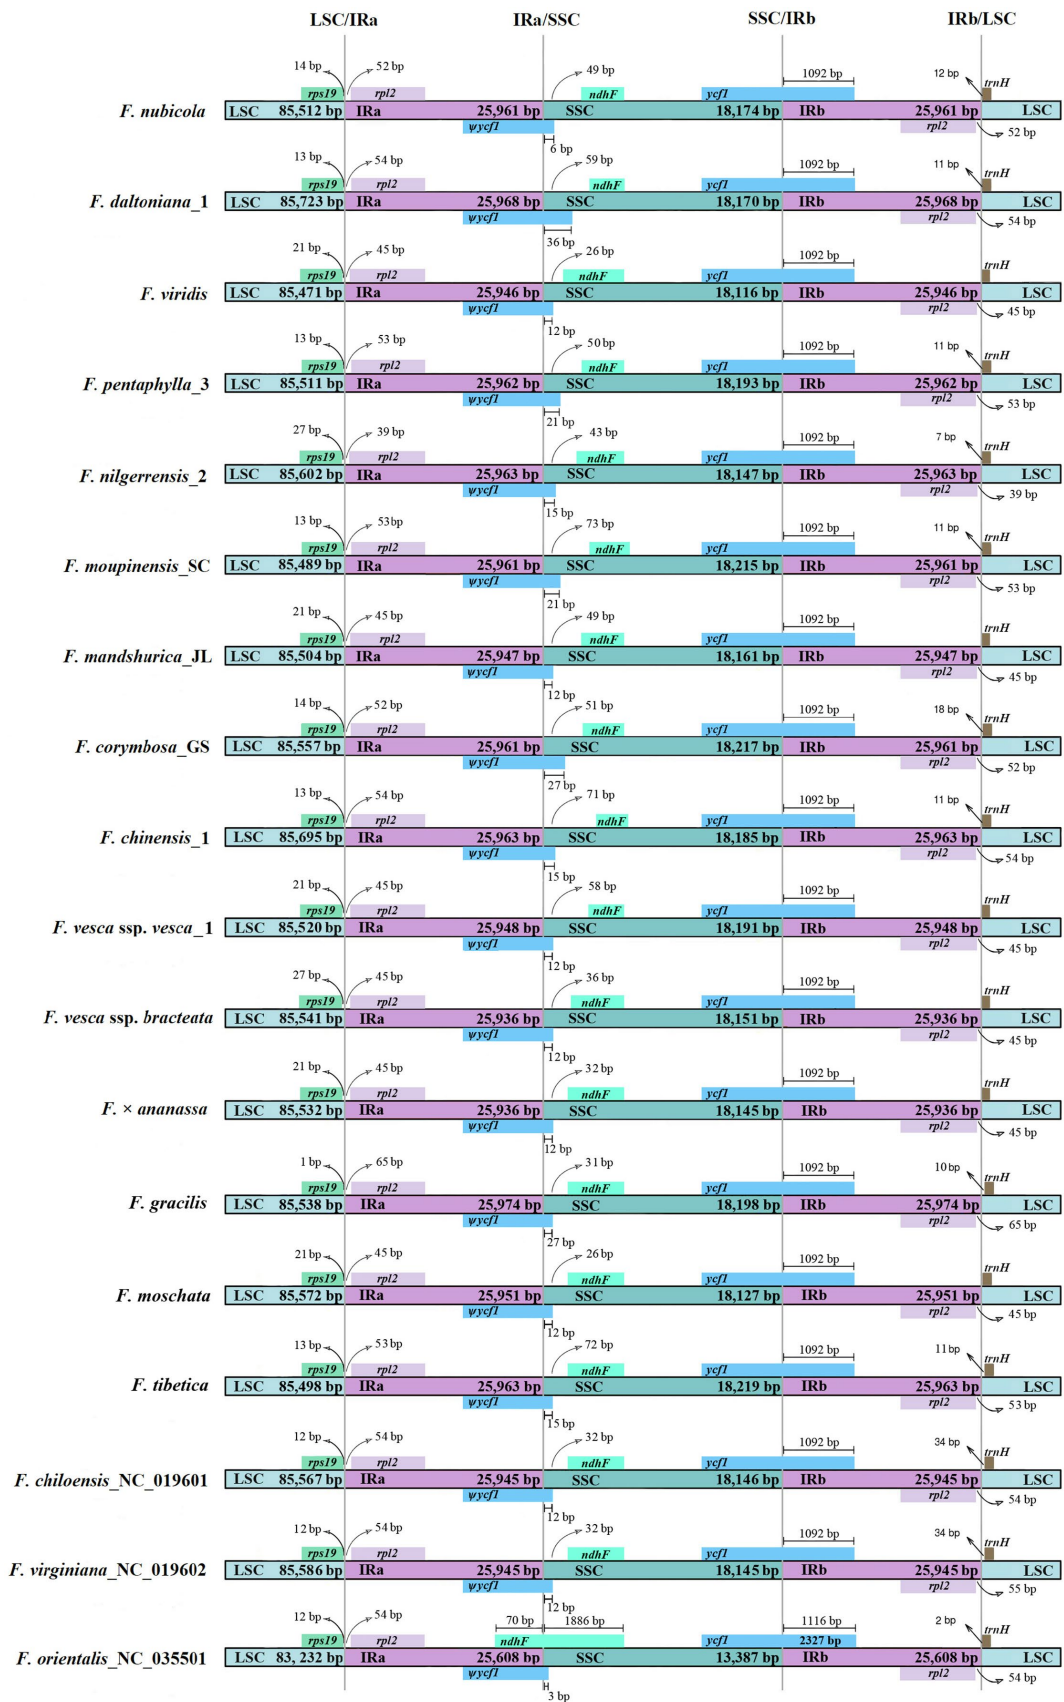 LSC/IRa IRa/SSC SSC/IRb IRb/LSC
14 bp 52 bp 49 bp 1092 bp 12 bp trnH
rps19 rpl2 ndhF ycf1
F. nubicola LSC 85,512 bp IRa 25,961 bp SSC 18,174 bp IRb 25,961 bp LSC
ψycf1 rpl2 52 bp
6 bp
13 bp 54 bp 59 bp 1092 bp 11 bp trnH
rps19 rpl2 ndhF ycf1
F. daltoniana_1 LSC 85,723 bp IRa 25,968 bp SSC 18,170 bp IRb 25,968 bp LSC
ψycf1 rpl2 54 bp
36 bp
21 bp 45 bp 26 bp 1092 bp trnH
rps19 rpl2 ndhF ycf1
F. viridis LSC 85,471 bp IRa 25,946 bp SSC 18,116 bp IRb 25,946 bp LSC
ψycf1 rpl2 45 bp
12 bp
13 bp 53 bp 50 bp 1092 bp 11 bp trnH
rps19 rpl2 ndhF ycf1
F. pentaphylla_3 LSC 85,511 bp IRa 25,962 bp SSC 18,193 bp IRb 25,962 bp LSC
ψycf1 rpl2 53 bp
21 bp
27 bp 39 bp 43 bp 1092 bp 7 bp trnH
rps19 rpl2 ndhF ycf1
F. nilgerrensis_2 LSC 85,602 bp IRa 25,963 bp SSC 18,147 bp IRb 25,963 bp LSC
ψycf1 rpl2 39 bp
15 bp
13 bp 53 bp 73 bp 1092 bp 11 bp trnH
rps19 rpl2 ndhF ycf1
F. moupinensis_SC LSC 85,489 bp IRa 25,961 bp SSC 18,215 bp IRb 25,961 bp LSC
ψycf1 rpl2 53 bp
21 bp
21 bp 45 bp 49 bp 1092 bp trnH
rps19 rpl2 ndhF ycf1
F. mandshurica_JL LSC 85,504 bp IRa 25,947 bp SSC 18,161 bp IRb 25,947 bp LSC
ψycf1 rpl2 45 bp
12 bp
14 bp 52 bp 51 bp 1092 bp 18 bp trnH
rps19 rpl2 ndhF ycf1
F. corymbosa_GS LSC 85,557 bp IRa 25,961 bp SSC 18,217 bp IRb 25,961 bp LSC
ψycf1 rpl2 52 bp
27 bp
13 bp 54 bp 71 bp 1092 bp 11 bp trnH
rps19 rpl2 ndhF ycf1
F. chinensis_1 LSC 85,695 bp IRa 25,963 bp SSC 18,185 bp IRb 25,963 bp LSC
ψycf1 rpl2 54 bp
15 bp
21 bp 45 bp 58 bp 1092 bp trnH
rps19 rpl2 ndhF ycf1
F. vesca ssp. vesca_1 LSC 85,520 bp IRa 25,948 bp SSC 18,191 bp IRb 25,948 bp LSC
ψycf1 rpl2 45 bp
12 bp
27 bp 45 bp 36 bp 1092 bp trnH
rps19 rpl2 ndhF ycf1
F. vesca ssp. bracteata LSC 85,541 bp IRa 25,936 bp SSC 18,151 bp IRb 25,936 bp LSC
ψycf1 rpl2 45 bp
12 bp
21 bp 45 bp 32 bp 1092 bp trnH
rps19 rpl2 ndhF ycf1
F. × ananassa LSC 85,532 bp IRa 25,936 bp SSC 18,145 bp IRb 25,936 bp LSC
ψycf1 rpl2 45 bp
12 bp
1 bp 65 bp 31 bp 1092 bp 10 bp trnH
rps19 rpl2 ndhF ycf1
F. gracilis LSC 85,538 bp IRa 25,974 bp SSC 18,198 bp IRb 25,974 bp LSC
ψycf1 rpl2 65 bp
27 bp
21 bp 45 bp 26 bp 1092 bp trnH
rps19 rpl2 ndhF ycf1
F. moschata LSC 85,572 bp IRa 25,951 bp SSC 18,127 bp IRb 25,951 bp LSC
ψycf1 rpl2 45 bp
12 bp
13 bp 53 bp 72 bp 1092 bp 11 bp trnH
rps19 rpl2 ndhF ycf1
F. tibetica LSC 85,498 bp IRa 25,963 bp SSC 18,219 bp IRb 25,963 bp LSC
ψycf1 rpl2 53 bp
15 bp
12 bp 54 bp 32 bp 1092 bp 34 bp trnH
rps19 rpl2 ndhF ycf1
F. chiloensis_NC_019601 LSC 85,567 bp IRa 25,945 bp SSC 18,146 bp IRb 25,945 bp LSC
ψycf1 rpl2 54 bp
12 bp
12 bp 54 bp 32 bp 1092 bp 34 bp trnH
rps19 rpl2 ndhF ycf1
F. virginiana_NC_019602 LSC 85,586 bp IRa 25,945 bp SSC 18,145 bp IRb 25,945 bp LSC
ψycf1 rpl2 55 bp
12 bp
12 bp 54 bp 70 bp 1886 bp 1116 bp 2 bp trnH
rps19 rpl2 ndhF ycf1 2327 bp
F. orientalis_NC_035501 LSC 83, 232 bp IRa 25,608 bp SSC 13,387 bp IRb 25,608 bp LSC
ψycf1 rpl2 54 bp
3 bp